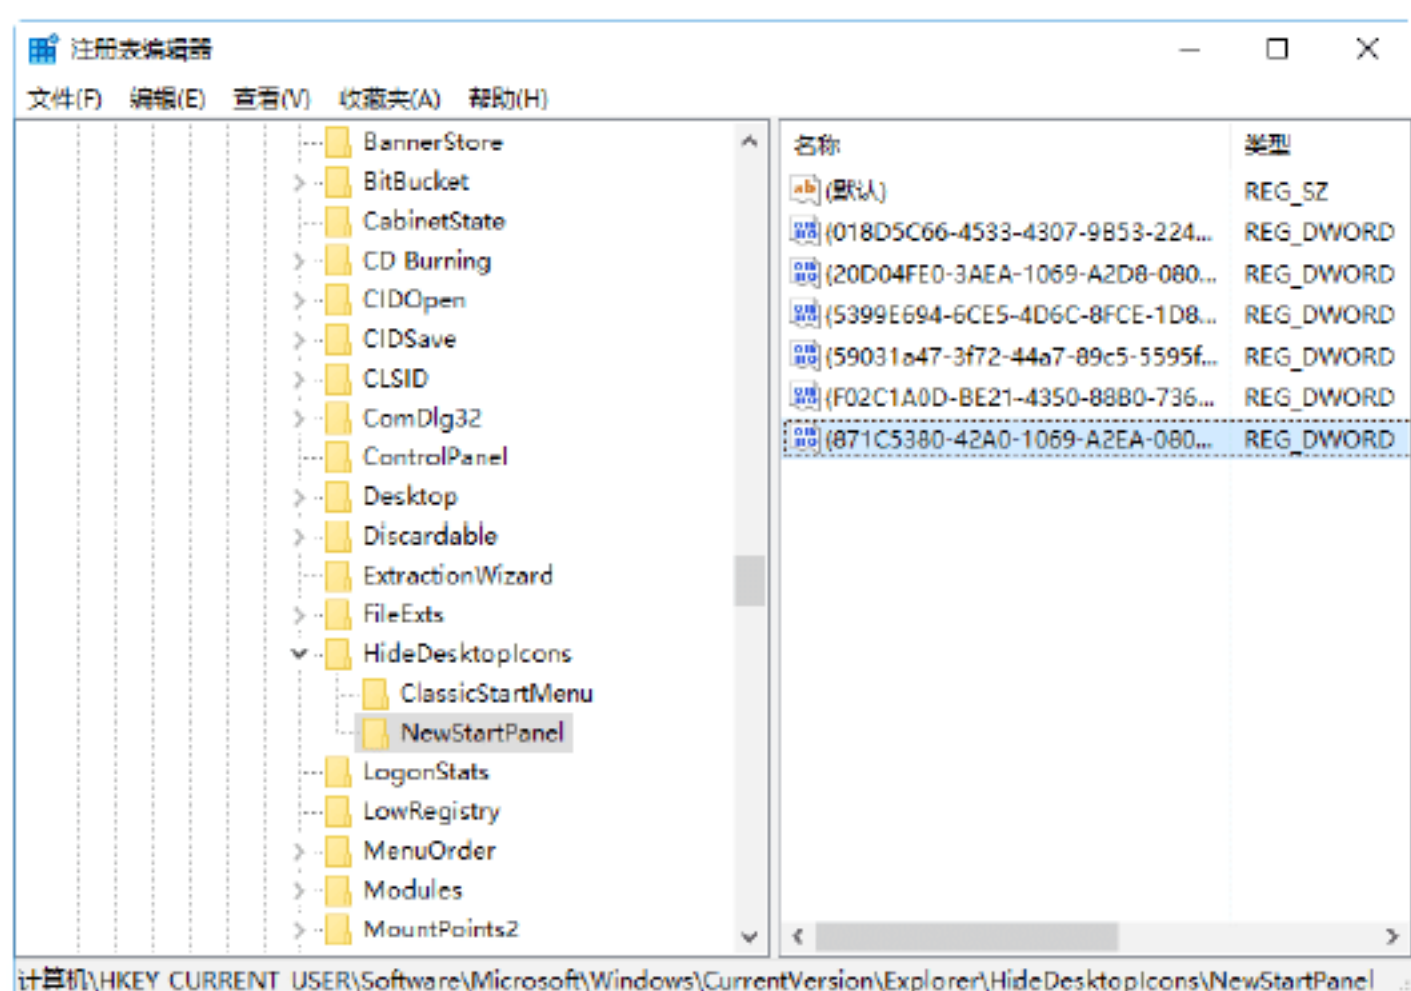 注册表编辑器
文件(F) 编辑(E) 查看(V) 收藏夹(A) 帮助(H)
BannerStore
BitBucket
CabinetState
CD Burning
CIDOpen
CIDSave
CLSID
ComDlg32
ControlPanel
Desktop
Discardable
ExtractionWizard
FileExts
HideDesktopIcons
ClassicStartMenu
NewStartPanel
LogonStats
LowRegistry
MenuOrder
Modules
MountPoints2
名称 类型
ab (默认) REG_SZ
{018D5C66-4533-4307-9B53-224... REG_DWORD
{20D04FE0-3AEA-1069-A2D8-080... REG_DWORD
{5399E694-6CE5-4D6C-8FCE-1D8... REG_DWORD
{59031a47-3f72-44a7-89c5-5595f... REG_DWORD
{F02C1A0D-BE21-4350-88B0-736... REG_DWORD
{871C5380-42A0-1069-A2EA-080... REG_DWORD
计算机\HKEY_CURRENT_USER\Software\Microsoft\Windows\CurrentVersion\Explorer\HideDesktopIcons\NewStartPanel